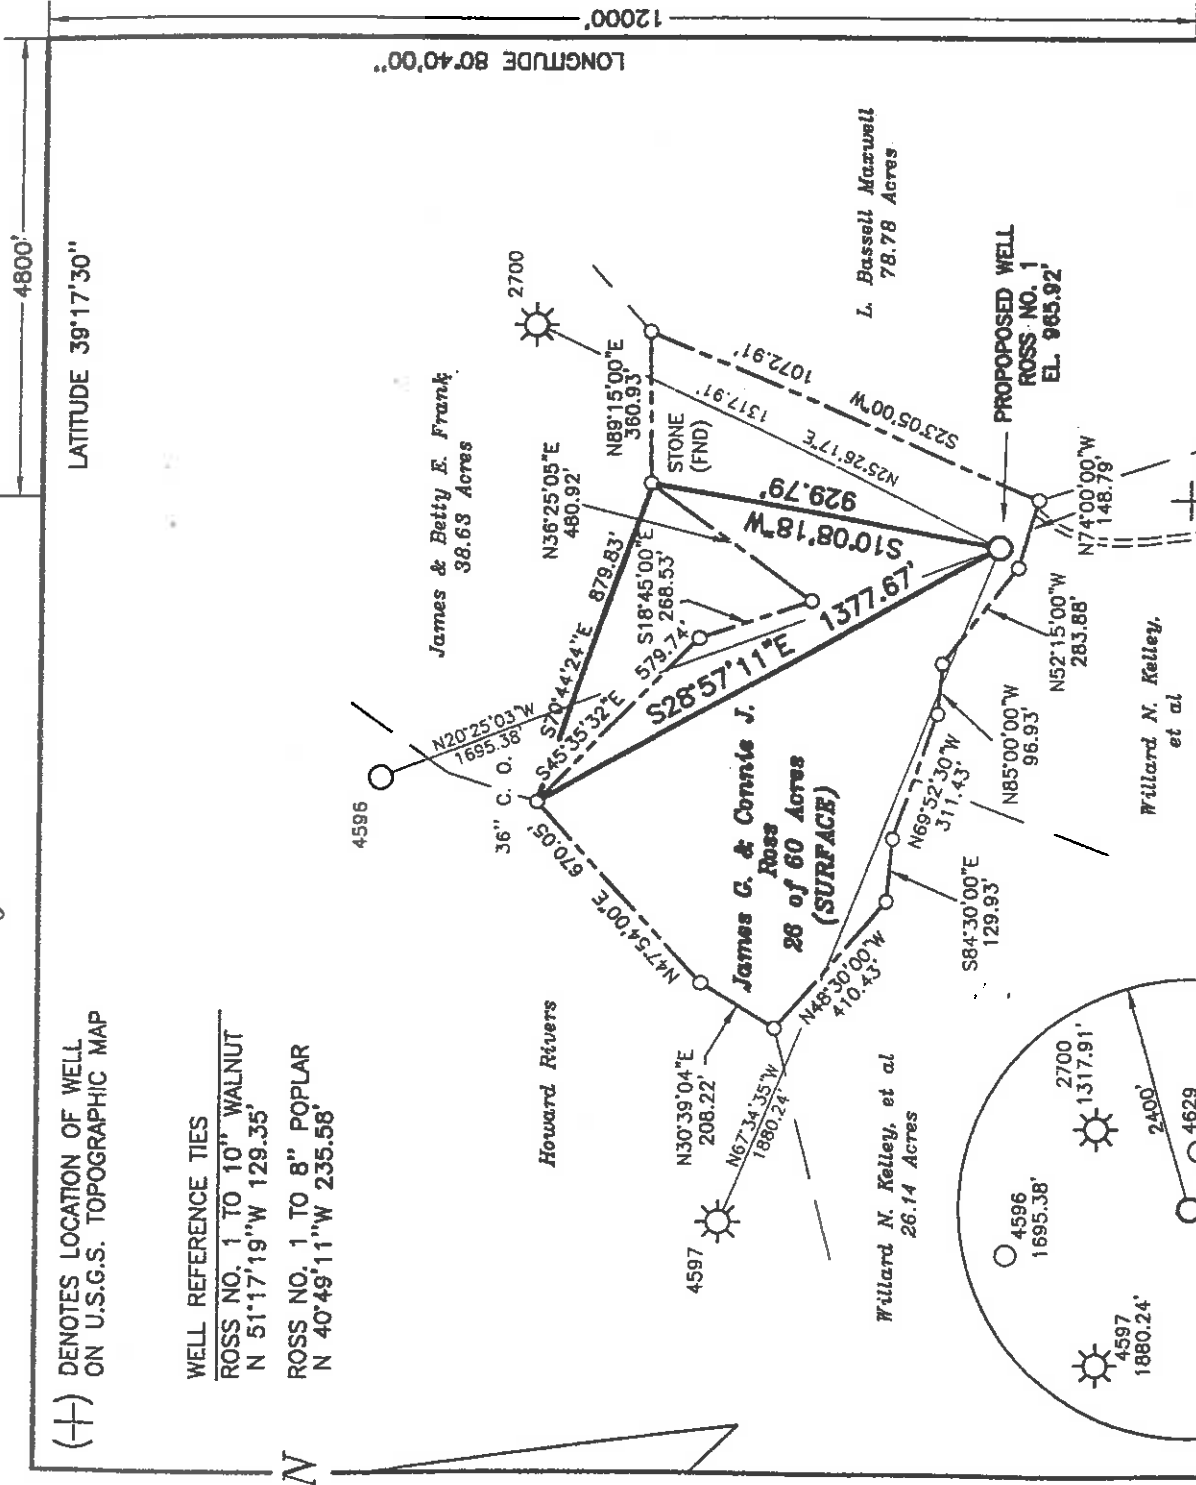 (-|-) DENOTES LOCATION OF WELL
ON U.S.G.S. TOPOGRAPHIC MAP
WELL REFERENCE TIES
ROSS NO. 1 TO 10" WALNUT
N 51°17'19"W 129.35'
ROSS NO. 1 TO 8" POPLAR
N 40°49'11"W 235.58'
N
4800'
LATITUDE 39°17'30"
12000'
LONGITUDE 80°40'00"
4596
N20°25'03"W
1695.38'
36" C. O.
James & Betty E. Frank
38.63 Acres
2700
N89°15'00"E
360.93'
STONE
(FND)
N36°25'05"E
480.92'
S18°45'00"E
268.53'
S70°44'24"E
879.83'
S45°35'32"E
579.74'
S28°57'11"E
1377.67'
S10°08'18"W
929.79'
N25°26'17"E
1317.91'
S23°05'00"W
1072.91'
L. Bassell Maxwell
78.78 Acres
PROPOPOSED WELL
ROSS NO. 1
EL. 965.92'
N74°00'00"W
148.79'
N52°15'00"W
283.88'
N85°00'00"W
96.93'
N69°52'30"W
311.43'
S84°30'00"E
129.93'
N48°30'00"W
410.43'
James G. & Connie J.
Ross
26 of 60 Acres
(SURFACE)
N47°54'00"E
670.05'
N30°39'04"E
208.22'
N67°34'35"W
1880.24'
Howard Rivers
4597
Willard N. Kelley, et al
26.14 Acres
Willard N. Kelley,
et al
4597
1880.24'
4596
1695.38'
2700
1317.91'
2400'
4629